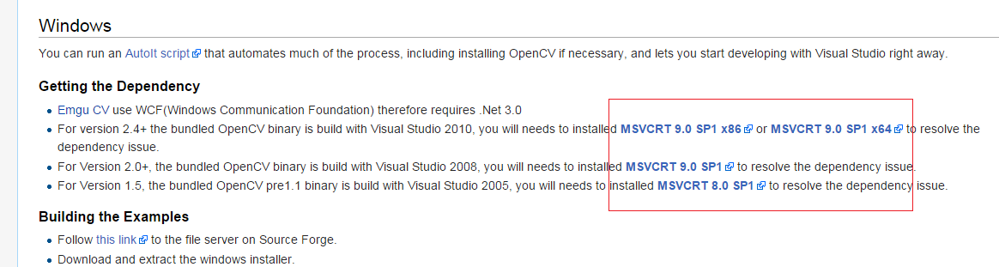 Windows
You can run an AutoIt script that automates much of the process, including installing OpenCV if necessary, and lets you start developing with Visual Studio right away.
Getting the Dependency
Emgu CV use WCF(Windows Communication Foundation) therefore requires .Net 3.0
For version 2.4+ the bundled OpenCV binary is build with Visual Studio 2010, you will needs to installed MSVCRT 9.0 SP1 x86 or MSVCRT 9.0 SP1 x64 to resolve the
dependency issue.
For Version 2.0+, the bundled OpenCV binary is build with Visual Studio 2008, you will needs to installed MSVCRT 9.0 SP1 to resolve the dependency issue.
For Version 1.5, the bundled OpenCV pre1.1 binary is build with Visual Studio 2005, you will needs to installed MSVCRT 8.0 SP1 to resolve the dependency issue.
Building the Examples
Follow this link to the file server on Source Forge.
Download and extract the windows installer.